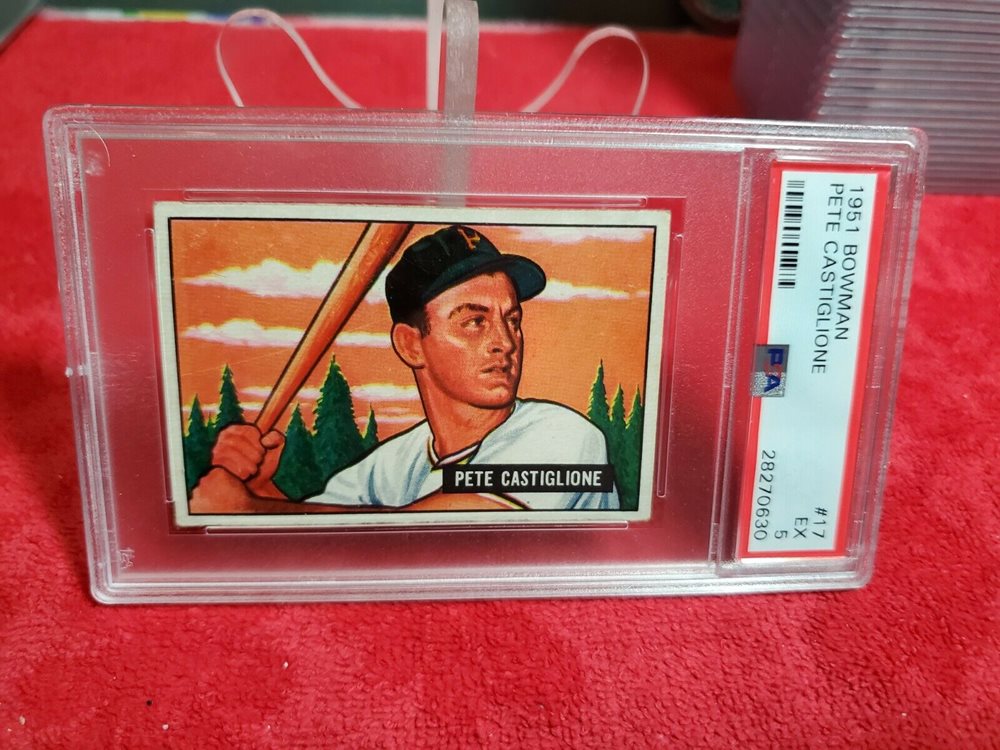 P
PETE CASTIGLIONE
1951 BOWMAN #17
PETE CASTIGLIONE EX
5
PSA
28270630